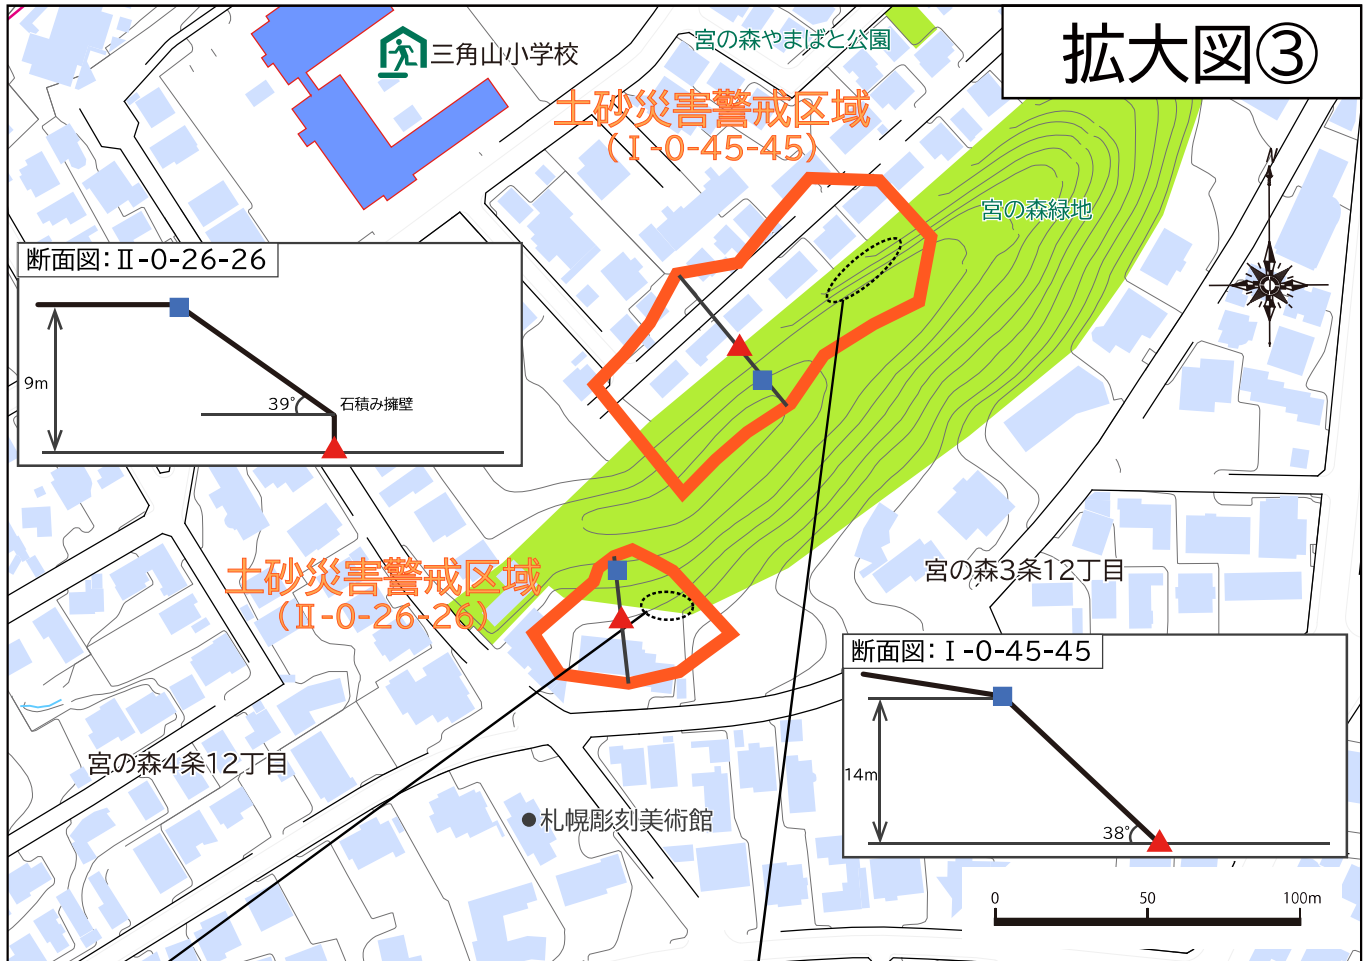 拡大図③
宮の森やまばと公園
三角山小学校
土砂災害警戒区域
(Ⅰ-0-45-45)
宮の森緑地
N
断面図:Ⅱ-0-26-26
9m
39°
石積み擁壁
土砂災害警戒区域
(Ⅱ-0-26-26)
宮の森3条12丁目
断面図:Ⅰ-0-45-45
14m
38°
宮の森4条12丁目
●札幌彫刻美術館
0 50 100m